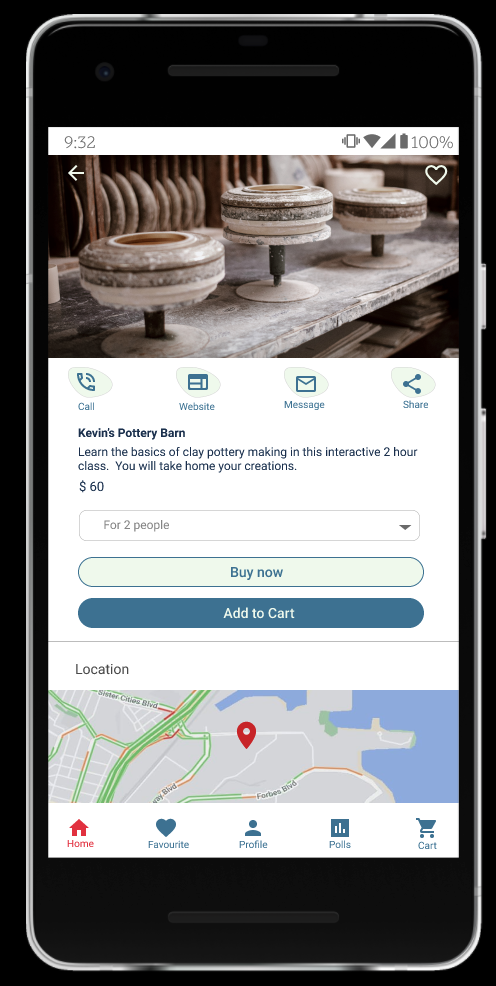 9:32 100%
Call Website Message Share
Kevin's Pottery Barn
Learn the basics of clay pottery making in this interactive 2 hour
class. You will take home your creations.
$ 60
For 2 people
Buy now
Add to Cart
Location
Sister Cities Blvd
way Blvd
Forbes Blvd
Home Favourite Profile Polls Cart